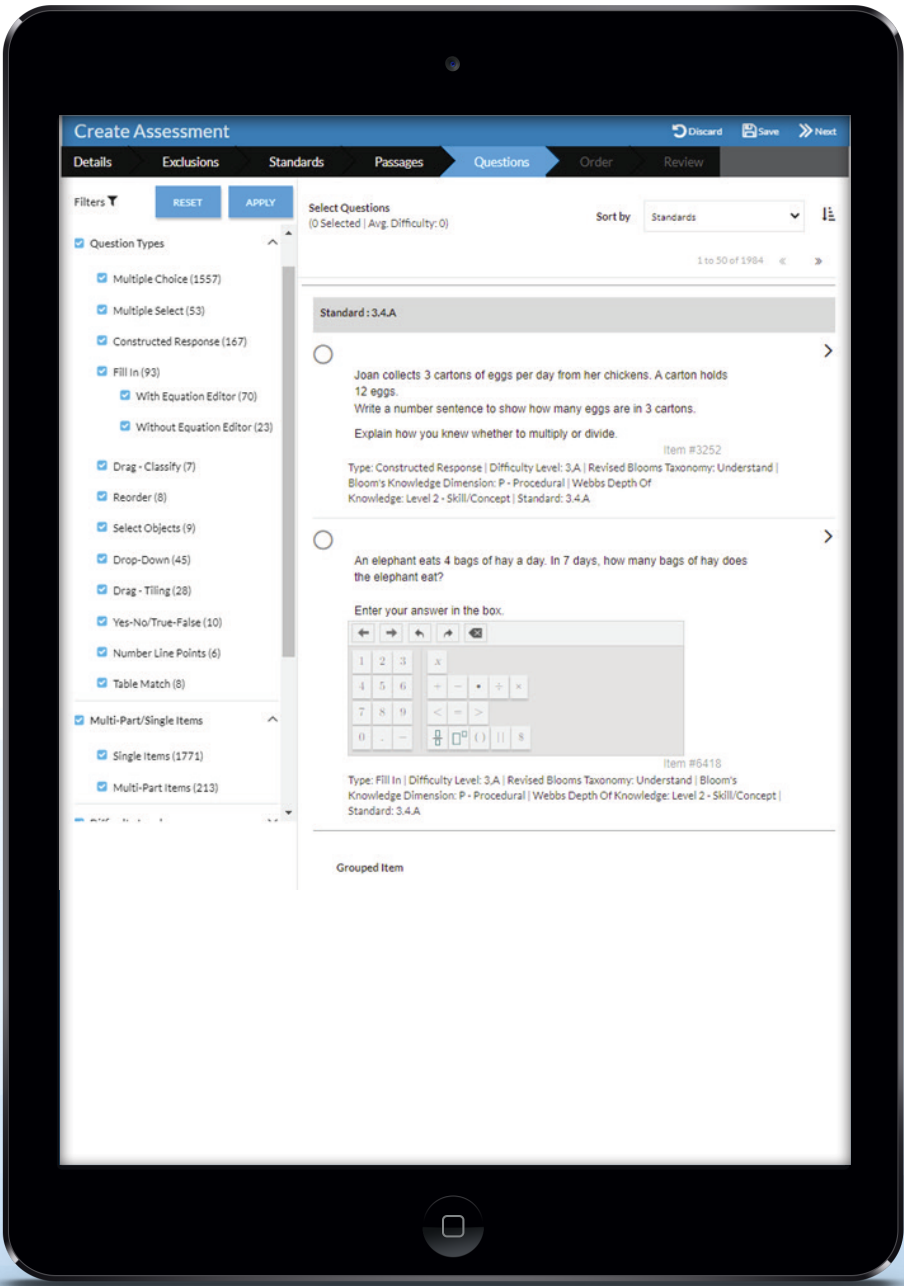 Create Assessment
Discard Save Next
Details Exclusions Standards Passages Questions Order Review
Filters RESET APPLY
Question Types
Multiple Choice (1557)
Multiple Select (53)
Constructed Response (167)
Fill In (93)
With Equation Editor (70)
Without Equation Editor (23)
Drag - Classify (7)
Reorder (8)
Select Objects (9)
Drop-Down (45)
Drag - Tiling (28)
Yes-No/True-False (10)
Number Line Points (6)
Table Match (8)
Multi-Part/Single Items
Single Items (1771)
Multi-Part Items (213)
Select Questions
(0 Selected | Avg. Difficulty: 0)
Sort by Standards
1 to 50 of 1984 « »
Standard : 3.4.A
Joan collects 3 cartons of eggs per day from her chickens. A carton holds
12 eggs.
Write a number sentence to show how many eggs are in 3 cartons.
Explain how you knew whether to multiply or divide.
Item #3252
Type: Constructed Response | Difficulty Level: 3,A | Revised Blooms Taxonomy: Understand |
Bloom's Knowledge Dimension: P - Procedural | Webbs Depth Of
Knowledge: Level 2 - Skill/Concept | Standard: 3.4.A
An elephant eats 4 bags of hay a day. In 7 days, how many bags of hay does
the elephant eat?
Enter your answer in the box.
1 2 3 x
4 5 6 + − • ÷ ×
7 8 9 < = >
0 . − ( ) | | $
Item #6418
Type: Fill In | Difficulty Level: 3,A | Revised Blooms Taxonomy: Understand | Bloom's
Knowledge Dimension: P - Procedural | Webbs Depth Of Knowledge: Level 2 - Skill/Concept |
Standard: 3.4.A
Grouped Item